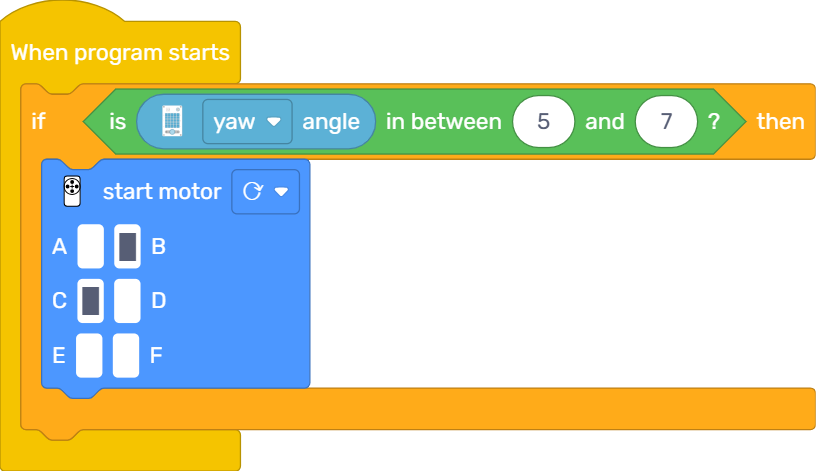 When program starts
if is yaw angle in between 5 and 7 ? then
start motor
A B
C D
E F